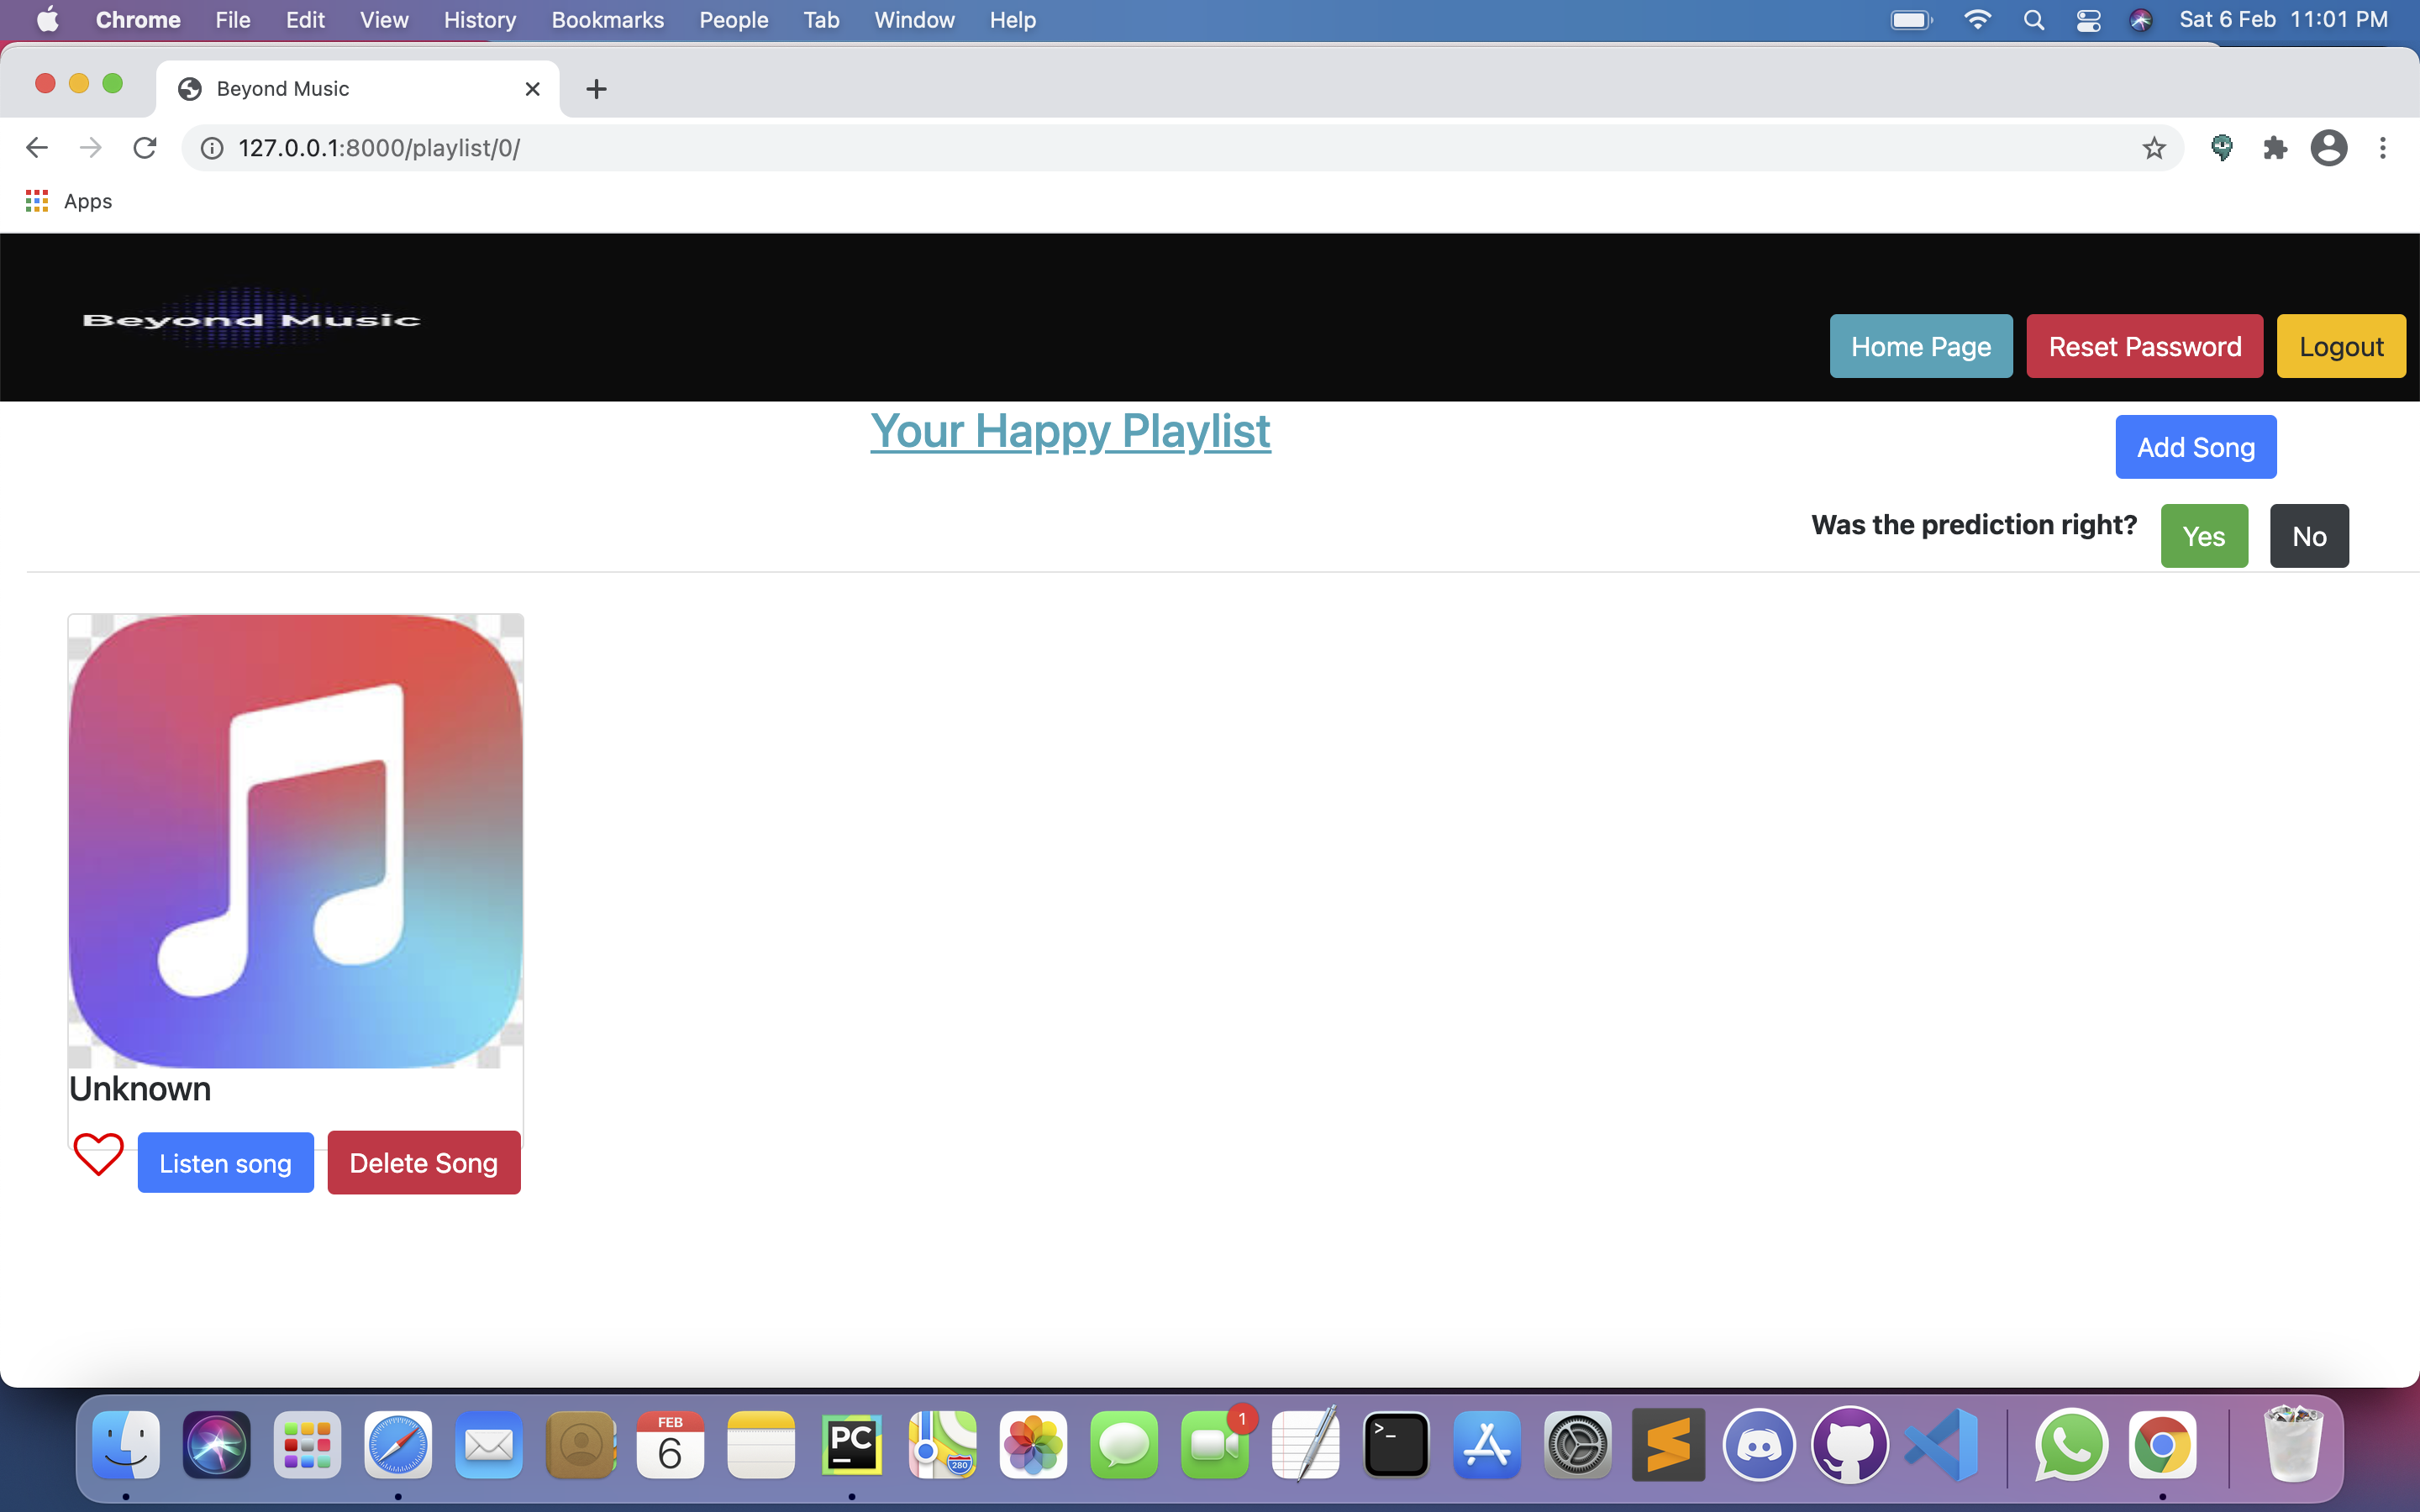 Chrome File Edit View History Bookmarks People Tab Window Help Sat 6 Feb 11:01 PM
Beyond Music
127.0.0.1:8000/playlist/0/
Apps
Beyond Music
Home Page Reset Password Logout
Your Happy Playlist
Add Song
Was the prediction right? Yes No
Unknown
Listen song Delete Song
FEB
6
PC
280
1
>_